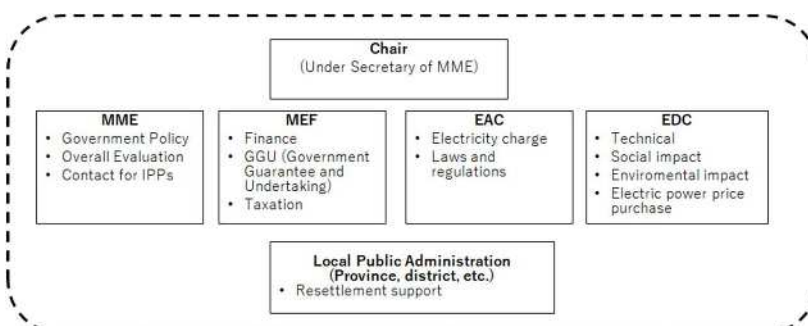 Chair
(Under Secretary of MME)
MME
• Government Policy
• Overall Evaluation
• Contact for IPPs
MEF
• Finance
• GGU (Government
Guarantee and
Undertaking)
• Taxation
EAC
• Electricity charge
• Laws and
regulations
EDC
• Technical
• Social impact
• Enviromental impact
• Electric power price
purchase
Local Public Administration
(Province, district, etc.)
• Resettlement support